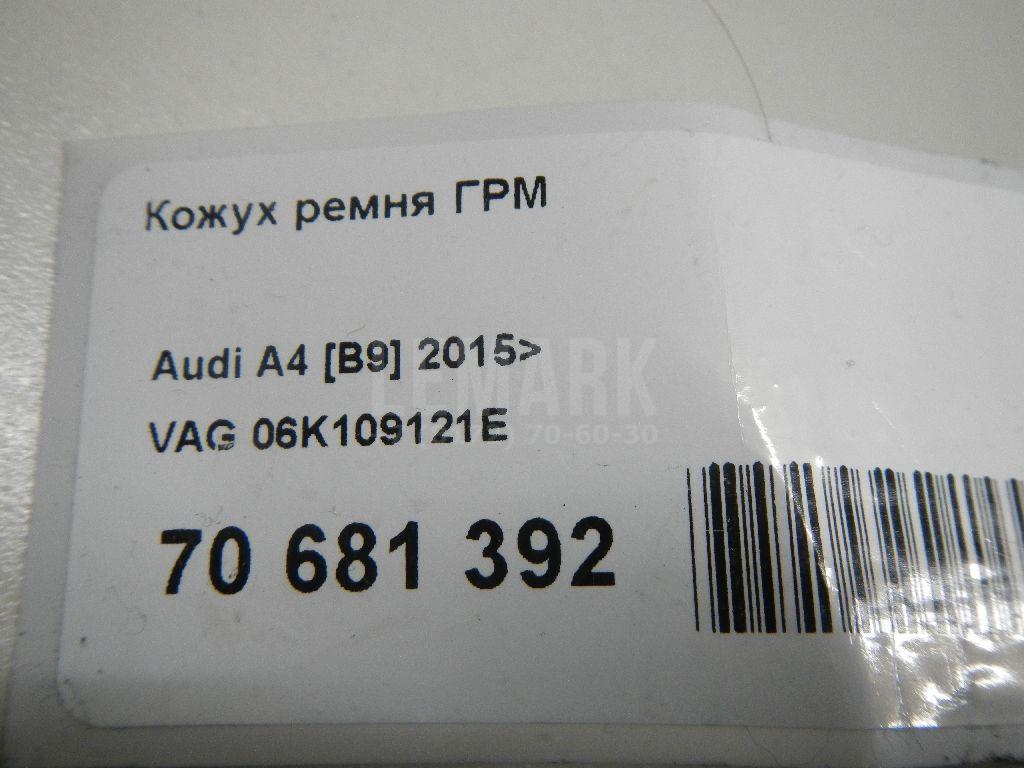 Кожух ремня ГРМ
Audi A4 [B9] 2015>
LEMARK
VAG 06K109121E
) 70-60-30
70 681 392